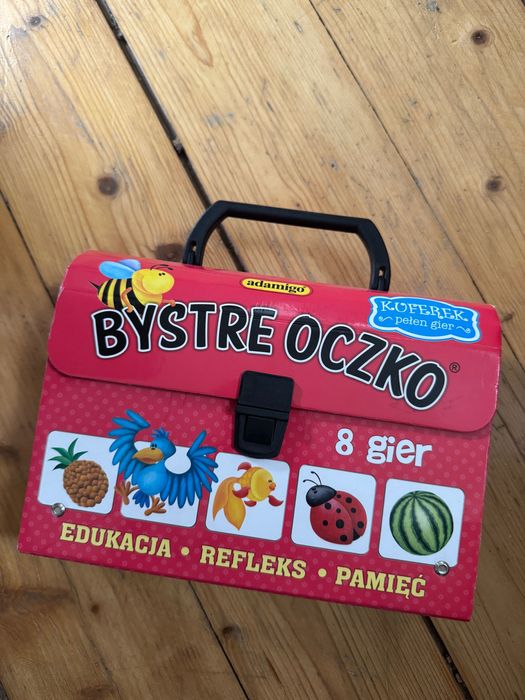 adamigo
KUFEREK
pełen gier
BYSTRE OCZKO®
8 gier
EDUKACJA • REFLEKS • PAMIĘĆ